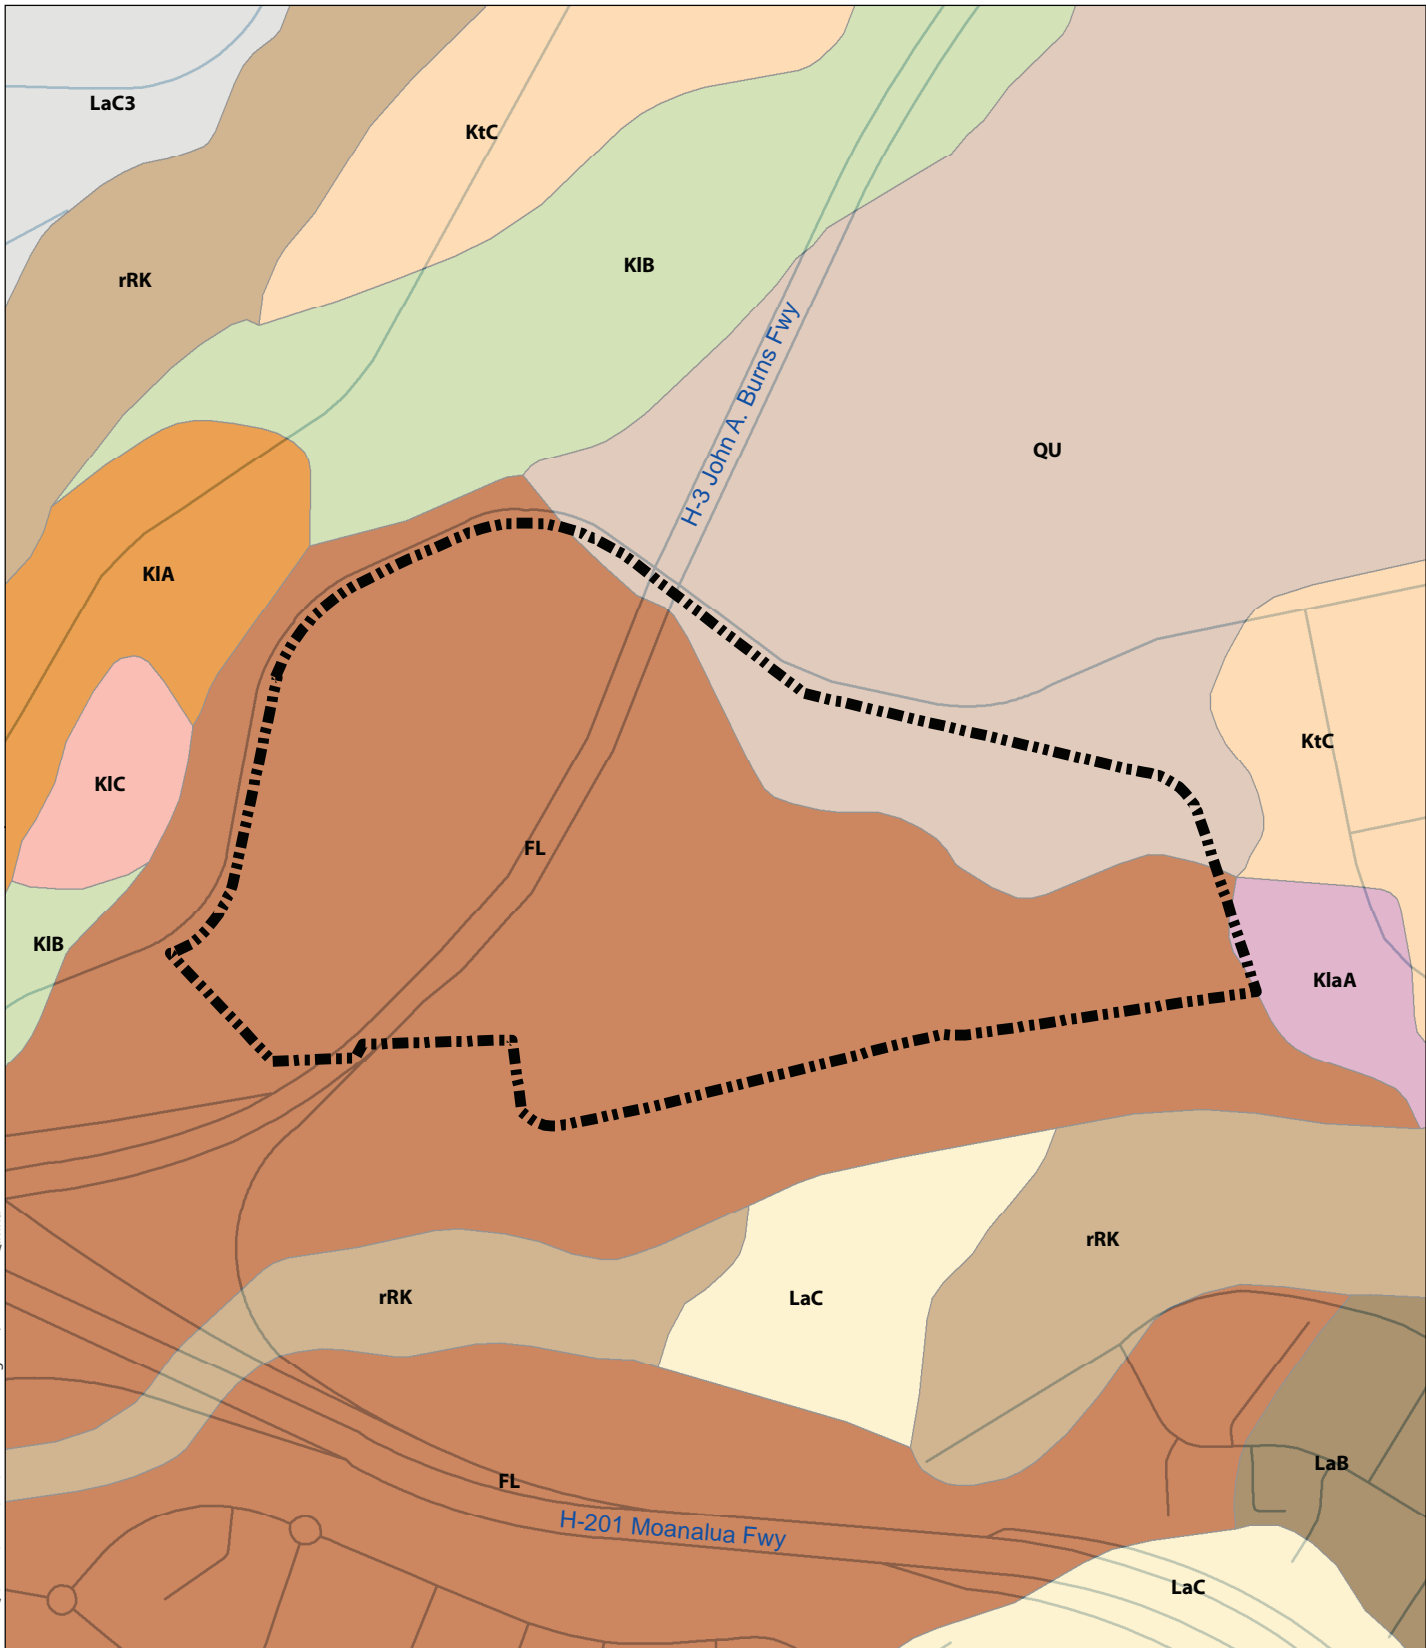 LaC3
KtC
rRK
KlB
H-3 John A. Burns Fwy
QU
KlA
KtC
KlC
FL
KlB
KlaA
rRK
rRK
LaC
LaB
FL
H-201 Moanalua Fwy
LaC